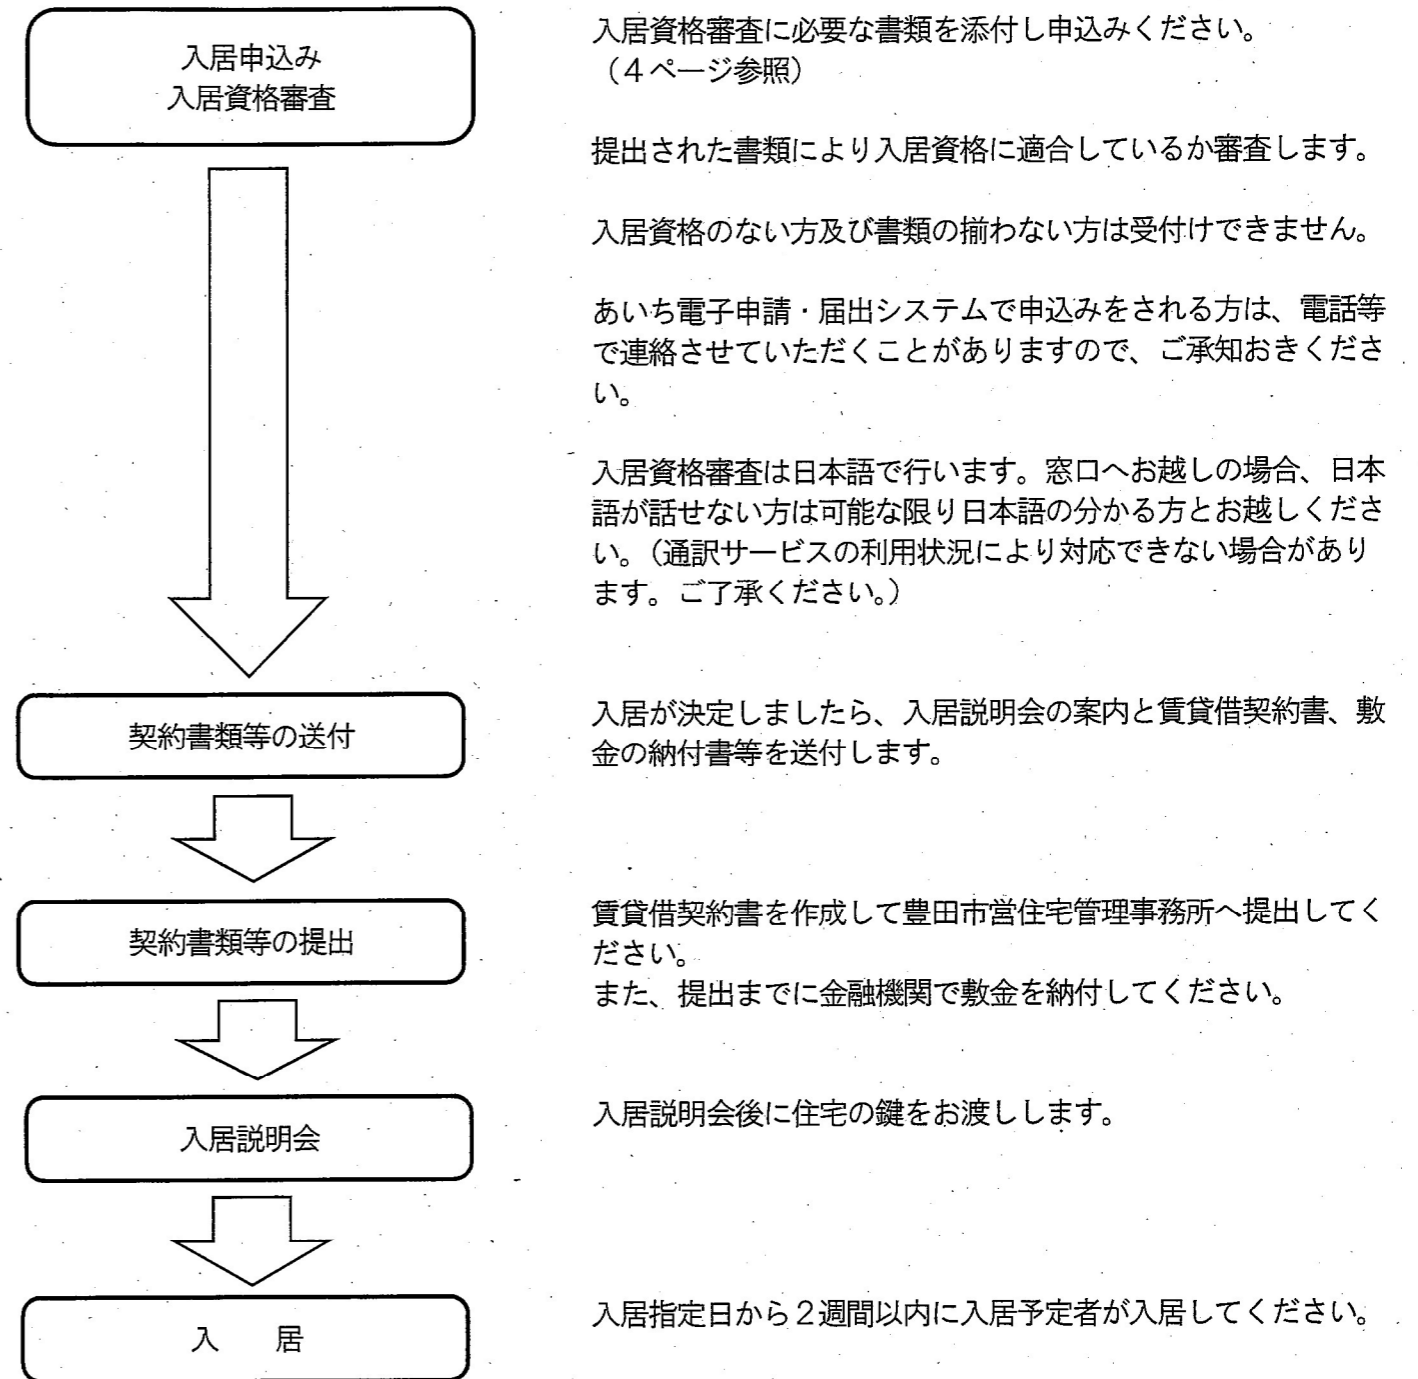 入居申込み
入居資格審査
入居資格審査に必要な書類を添付し申込みください。
（４ページ参照）
提出された書類により入居資格に適合しているか審査します。
入居資格のない方及び書類の揃わない方は受付けできません。
あいち電子申請・届出システムで申込みをされる方は、電話等
で連絡させていただくことがありますので、ご承知おきくださ
い。
入居資格審査は日本語で行います。窓口へお越しの場合、日本
語が話せない方は可能な限り日本語の分かる方とお越しくださ
い。（通訳サービスの利用状況により対応できない場合があり
ます。ご了承ください。）
契約書類等の送付
入居が決定しましたら、入居説明会の案内と賃貸借契約書、敷
金の納付書等を送付します。
契約書類等の提出
賃貸借契約書を作成して豊田市営住宅管理事務所へ提出してく
ださい。
また、提出までに金融機関で敷金を納付してください。
入居説明会
入居説明会後に住宅の鍵をお渡しします。
入　　居
入居指定日から２週間以内に入居予定者が入居してください。